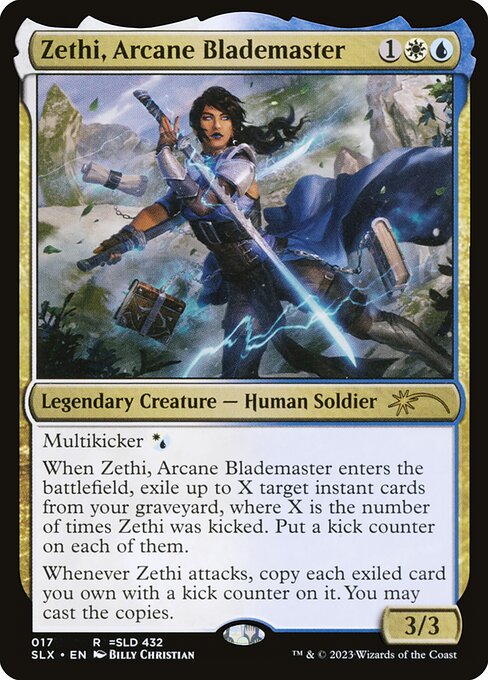 Zethi, Arcane Blademaster 1
Legendary Creature — Human Soldier
Multikicker
When Zethi, Arcane Blademaster enters the
battlefield, exile up to X target instant cards
from your graveyard, where X is the number
of times Zethi was kicked. Put a kick counter
on each of them.
Whenever Zethi attacks, copy each exiled card
you own with a kick counter on it. You may
cast the copies.
3/3
017 R =SLD 432
SLX • EN Billy Christian
™ & © 2023 Wizards of the Coast